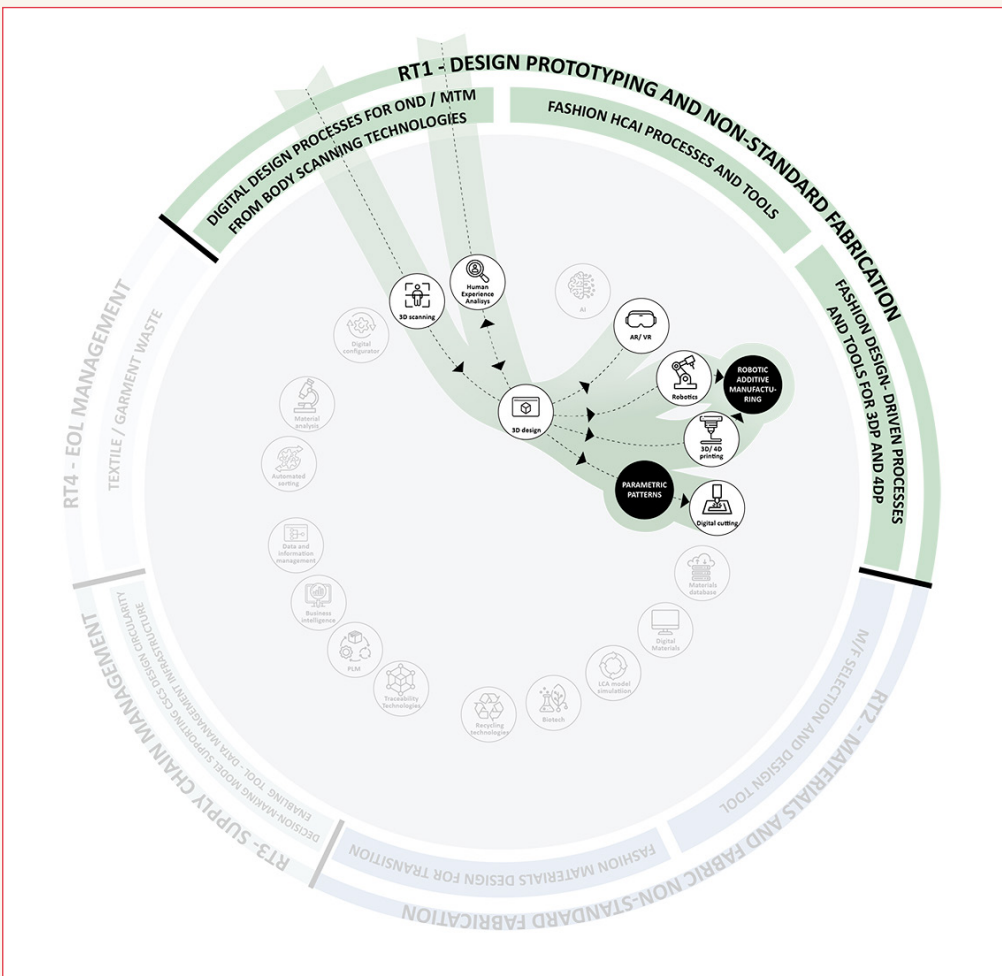 RT1 - DESIGN PROTOTYPING AND NON-STANDARD FABRICATION
DIGITAL DESIGN PROCESSES FOR OND / MTM
FROM BODY SCANNING TECHNOLOGIES
FASHION HCAI PROCESSES AND TOOLS
FASHION DESIGN- DRIVEN PROCESSES
AND TOOLS FOR 3DP AND 4DP
3D scanning
Human
Experience
Analisys
AI
Digital
configurator
AR/ VR
Robotics
ROBOTIC
ADDITIVE
MANUFACTU-
RING
3D design
3D/ 4D
printing
PARAMETRIC
PATTERNS
Digital cutting
Material
analysis
Automated
sorting
Data and
information
management
Business
intelligence
PLM
Traceability
Technologies
Recycling
technologies
Biotech
LCA model
simulation
Digital
Materials
Materials
database
RT4 - EOL MANAGEMENT
TEXTILE / GARMENT WASTE
RT3- SUPPLY CHAIN MANAGEMENT
DECISION-MAKING MODEL SUPPORTING CSCS DESIGN CIRCULARITY
ENABLING TOOL - DATA MANAGEMENT INFRASTRUCTURE
RT2 - MATERIALS AND FABRIC NON-STANDARD FABRICATION
M/F SELECTION AND DESIGN TOOL
FASHION MATERIALS DESIGN FOR TRANSITION